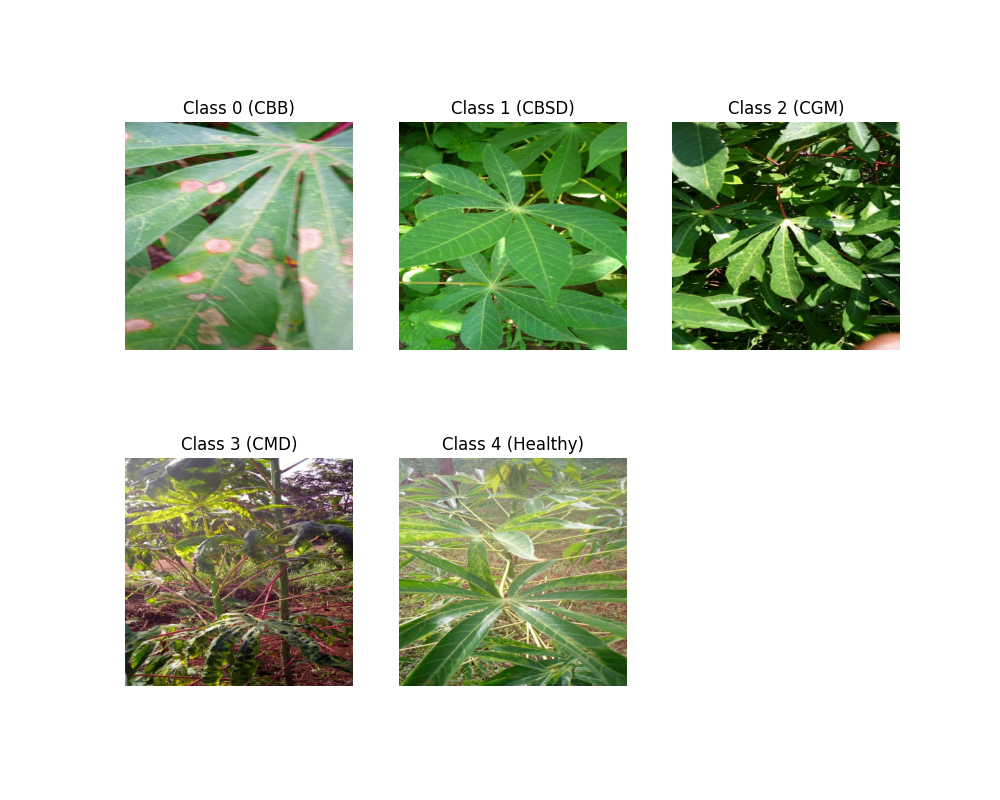 Class 0 (CBB)
Class 1 (CBSD)
Class 2 (CGM)
Class 3 (CMD)
Class 4 (Healthy)